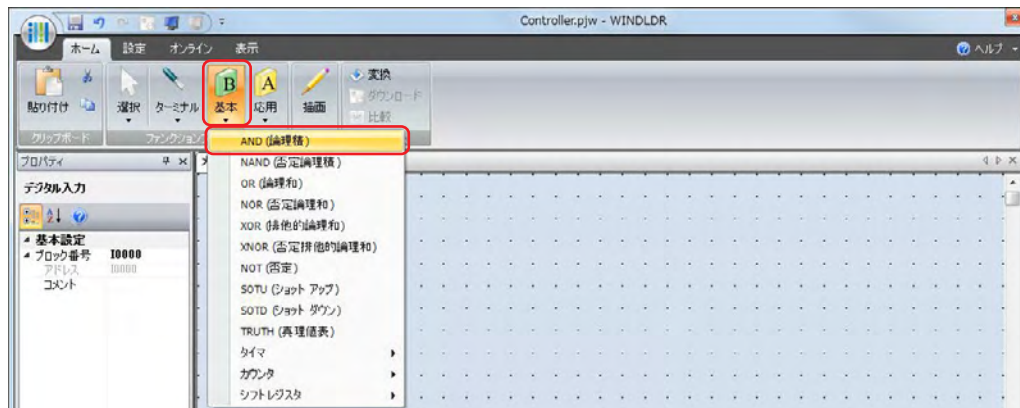 Controller.pjw - WINDLDR
ホーム 設定 オンライン 表示 ヘルプ
貼り付け 選択 ターミナル B 基本 A 応用 描画 変換
ダウンロード
比較
クリップボード ファンクション
プロパティ
デジタル入力
基本設定
ブロック番号 I0000
アドレス I0000
コメント
AND (論理積)
NAND (否定論理積)
OR (論理和)
NOR (否定論理和)
XOR (排他的論理和)
XNOR (否定排他的論理和)
NOT (否定)
SOTU (ショット アップ)
SOTD (ショット ダウン)
TRUTH (真理値表)
タイマ
カウンタ
シフトレジスタ